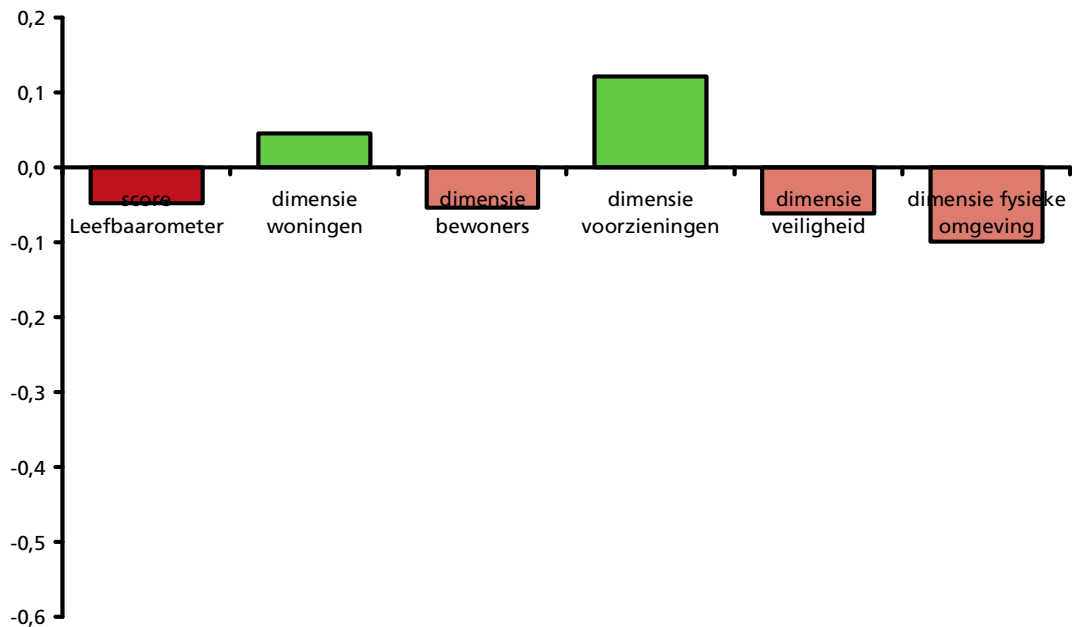 0,2
0,1
0,0
-0,1
-0,2
-0,3
-0,4
-0,5
-0,6
score
Leefbaarometer
dimensie
woningen
dimensie
bewoners
dimensie
voorzieningen
dimensie
veiligheid
dimensie fysieke
omgeving